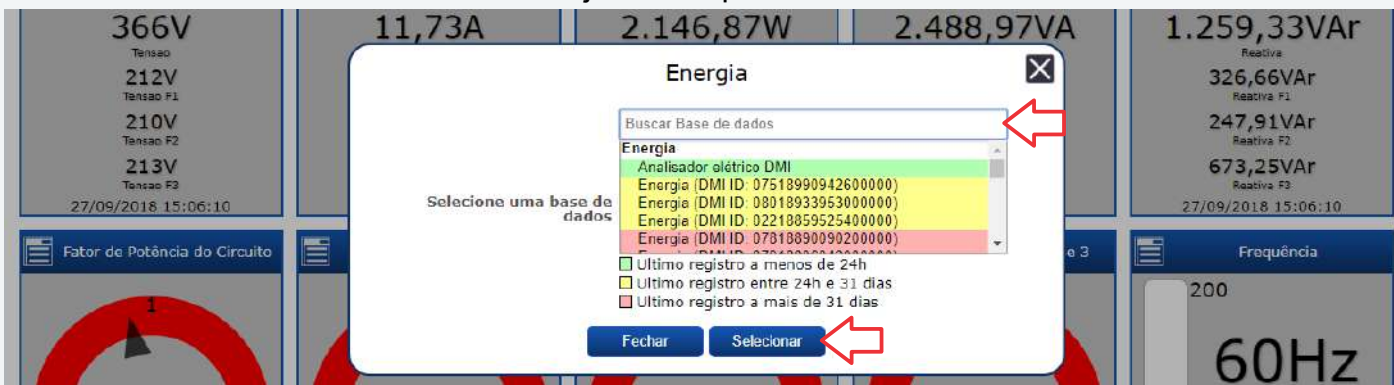 366V
Tensao
212V
Tensao F1
210V
Tensao F2
213V
Tensao F3
27/09/2018 15:06:10
11,73A
2.146,87W
2.488,97VA
1.259,33VAr
Reativa
326,66VAr
Reativa F1
247,91VAr
Reativa F2
673,25VAr
Reativa F3
27/09/2018 15:06:10
Energia
Buscar Base de dados
Selecione uma base de
dados
Energia
Analisador elétrico DMI
Energia (DMI ID: 07518990942600000)
Energia (DMI ID: 08018933953000000)
Energia (DMI ID: 02218859525400000)
Energia (DMI ID: 07818890090200000)
Ultimo registro a menos de 24h
Ultimo registro entre 24h e 31 dias
Ultimo registro a mais de 31 dias
Fechar
Selecionar
Fator de Potência do Circuito
1
e 3
Frequência
200
60Hz